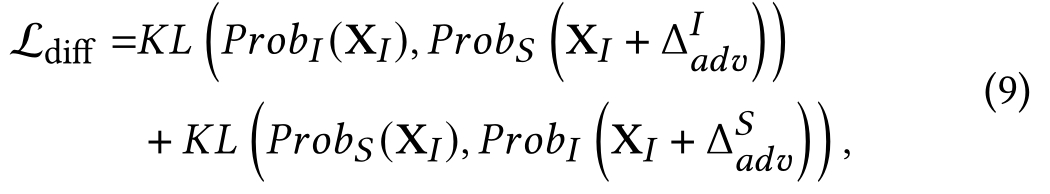 ℒ_diff = KL ( Prob_I(𝐗_I), Prob_S ( 𝐗_I + Δ^I_adv ) )
+ KL ( Prob_S(𝐗_I), Prob_I ( 𝐗_I + Δ^S_adv ) ) , (9)